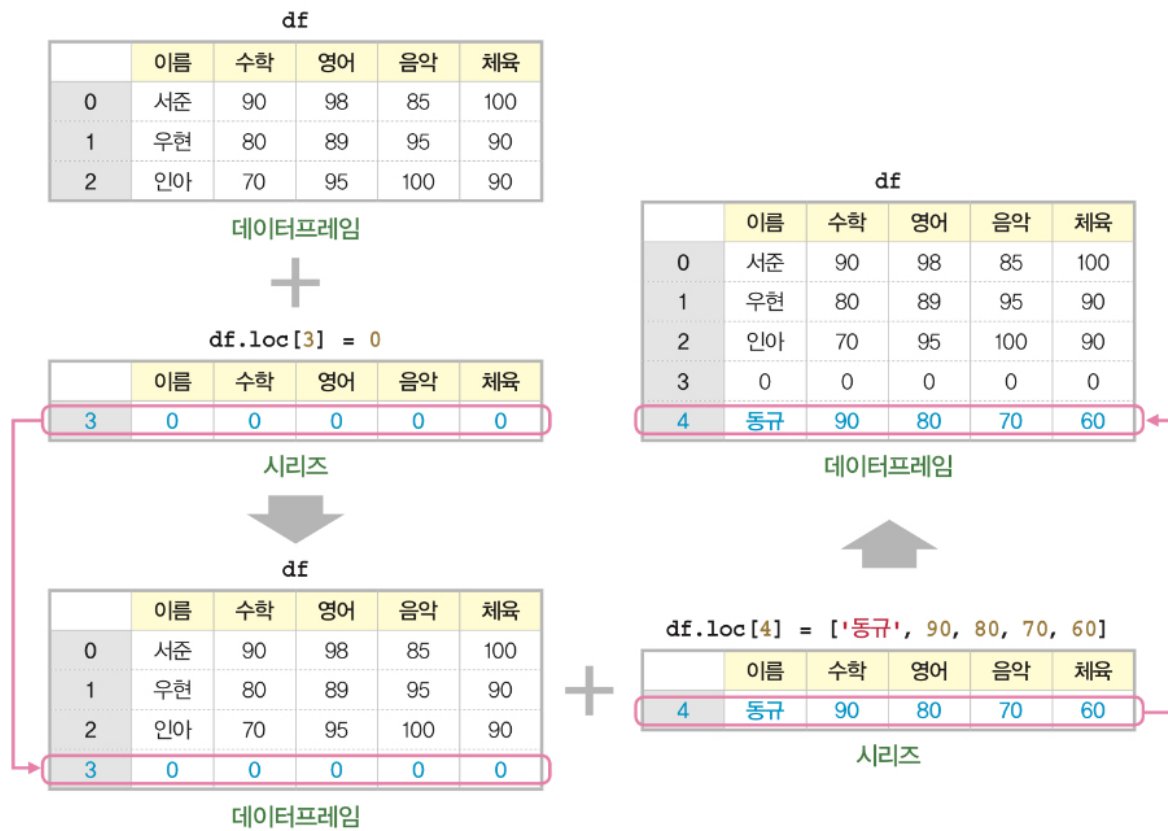 df
이름 수학 영어 음악 체육
0 서준 90 98 85 100
1 우현 80 89 95 90
2 인아 70 95 100 90
데이터프레임
+
df.loc[3] = 0
이름 수학 영어 음악 체육
3 0 0 0 0 0
시리즈
df
이름 수학 영어 음악 체육
0 서준 90 98 85 100
1 우현 80 89 95 90
2 인아 70 95 100 90
3 0 0 0 0 0
데이터프레임
+
df.loc[4] = ['동규', 90, 80, 70, 60]
이름 수학 영어 음악 체육
4 동규 90 80 70 60
시리즈
df
이름 수학 영어 음악 체육
0 서준 90 98 85 100
1 우현 80 89 95 90
2 인아 70 95 100 90
3 0 0 0 0 0
4 동규 90 80 70 60
데이터프레임